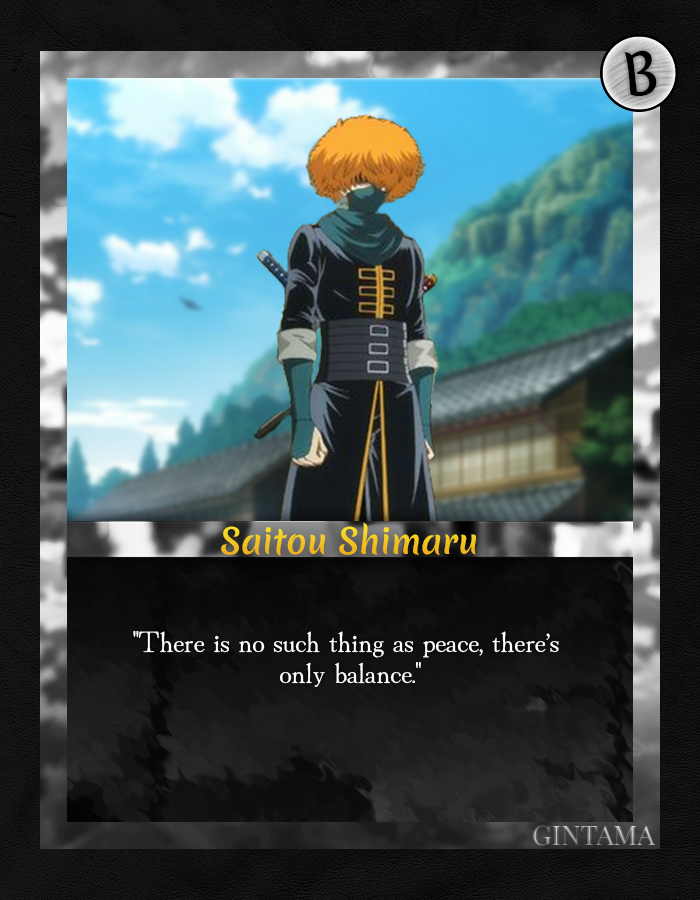 B
Saitou Shimaru
"There is no such thing as peace, there's
only balance."
GINTAMA